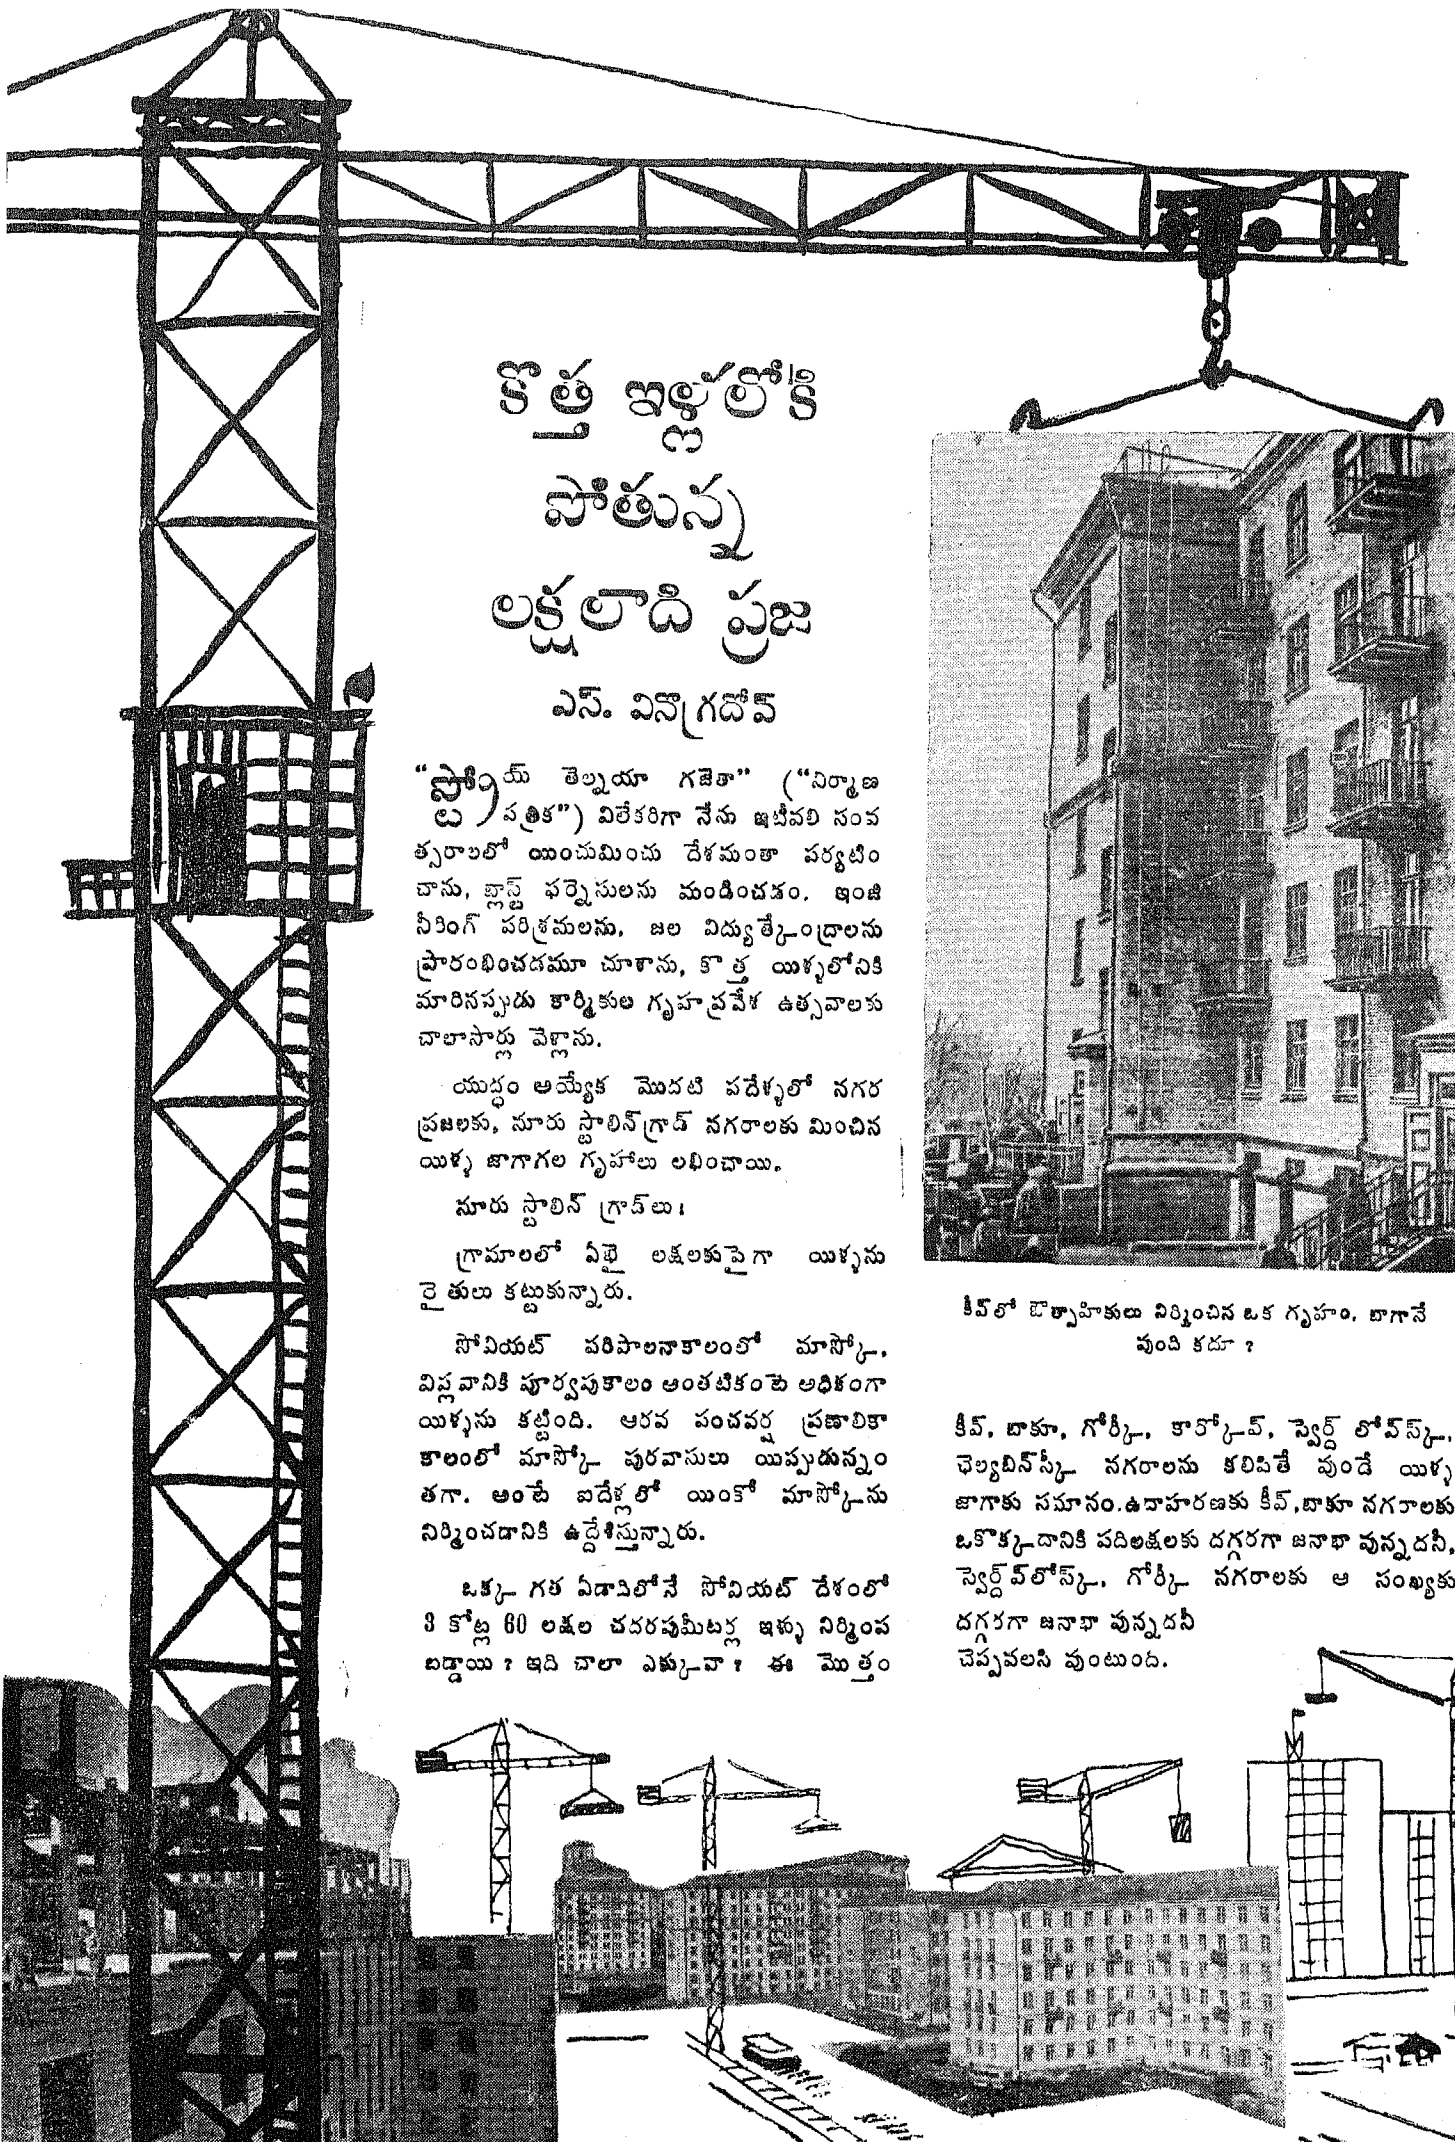 కొత్త ఇళ్లలోకి
పోతున్న
లక్షలాది ప్రజ
ఎస్. వినొగ్రదోవ్
“స్ట్రోయ్ తెల్నయా గజెతా” (“నిర్మాణ
పత్రిక”) విలేకరిగా నేను ఇటీవలి సంవ
త్సరాలలో యించుమించు దేశమంతా పర్యటిం
చాను, బ్లాస్ట్ ఫర్నెసులను మండించడం, ఇంజి
నీరింగ్ పరిశ్రమలను, జల విద్యుత్కేంద్రాలను
ప్రారంభించడమూ చూశాను, కొత్త యిళ్ళలోనికి
మారినప్పుడు కార్మికుల గృహప్రవేశ ఉత్సవాలకు
చాలాసార్లు వెళ్లాను.
యుద్ధం అయ్యేక మొదటి పదేళ్ళలో నగర
ప్రజలకు, నూరు స్టాలిన్‌గ్రాడ్ నగరాలకు మించిన
యిళ్ళ జాగాగల గృహాలు లభించాయి.
నూరు స్టాలిన్ గ్రాడ్‌లు!
గ్రామాలలో ఏభై లక్షలకుపైగా యిళ్ళను
రైతులు కట్టుకున్నారు.
సోవియట్ పరిపాలనాకాలంలో మాస్కో,
విప్లవానికి పూర్వపుకాలం అంతటికంటె అధికంగా
యిళ్ళను కట్టింది. ఆరవ పంచవర్ష ప్రణాలికా
కాలంలో మాస్కో పురవాసులు యిప్పుడున్నం
తగా. అంటే ఐదేళ్లలో యింకో మాస్కోను
నిర్మించడానికి ఉద్దేశిస్తున్నారు.
ఒక్క గత ఏడాదిలోనే సోవియట్ దేశంలో
3 కోట్ల 60 లక్షల చదరపుమీటర్ల ఇళ్ళు నిర్మింప
బడ్డాయి ? ఇది చాలా ఎక్కువా ? ఈ మొత్తం
కీవ్‌లో ఔత్సాహికులు నిర్మించిన ఒక గృహం. బాగానే
వుంది కదూ ?
కీవ్, బాకూ, గోర్కీ, కార్కోవ్, స్వెర్ద్ లోవ్‌స్క్,
ఛెల్యబిన్‌స్కీ నగరాలను కలిపితే వుండే యిళ్ళ
జాగాకు సమానం.ఉదాహరణకు కీవ్,బాకూ నగరాలకు
ఒకొక్కదానికి పదిలక్షలకు దగ్గరగా జనాభా వున్నదనీ,
స్వెర్ద్‌వ్‌లోస్క్, గోర్కీ నగరాలకు ఆ సంఖ్యకు
దగ్గరగా జనాభా వున్నదనీ
చెప్పవలసి వుంటుంది.